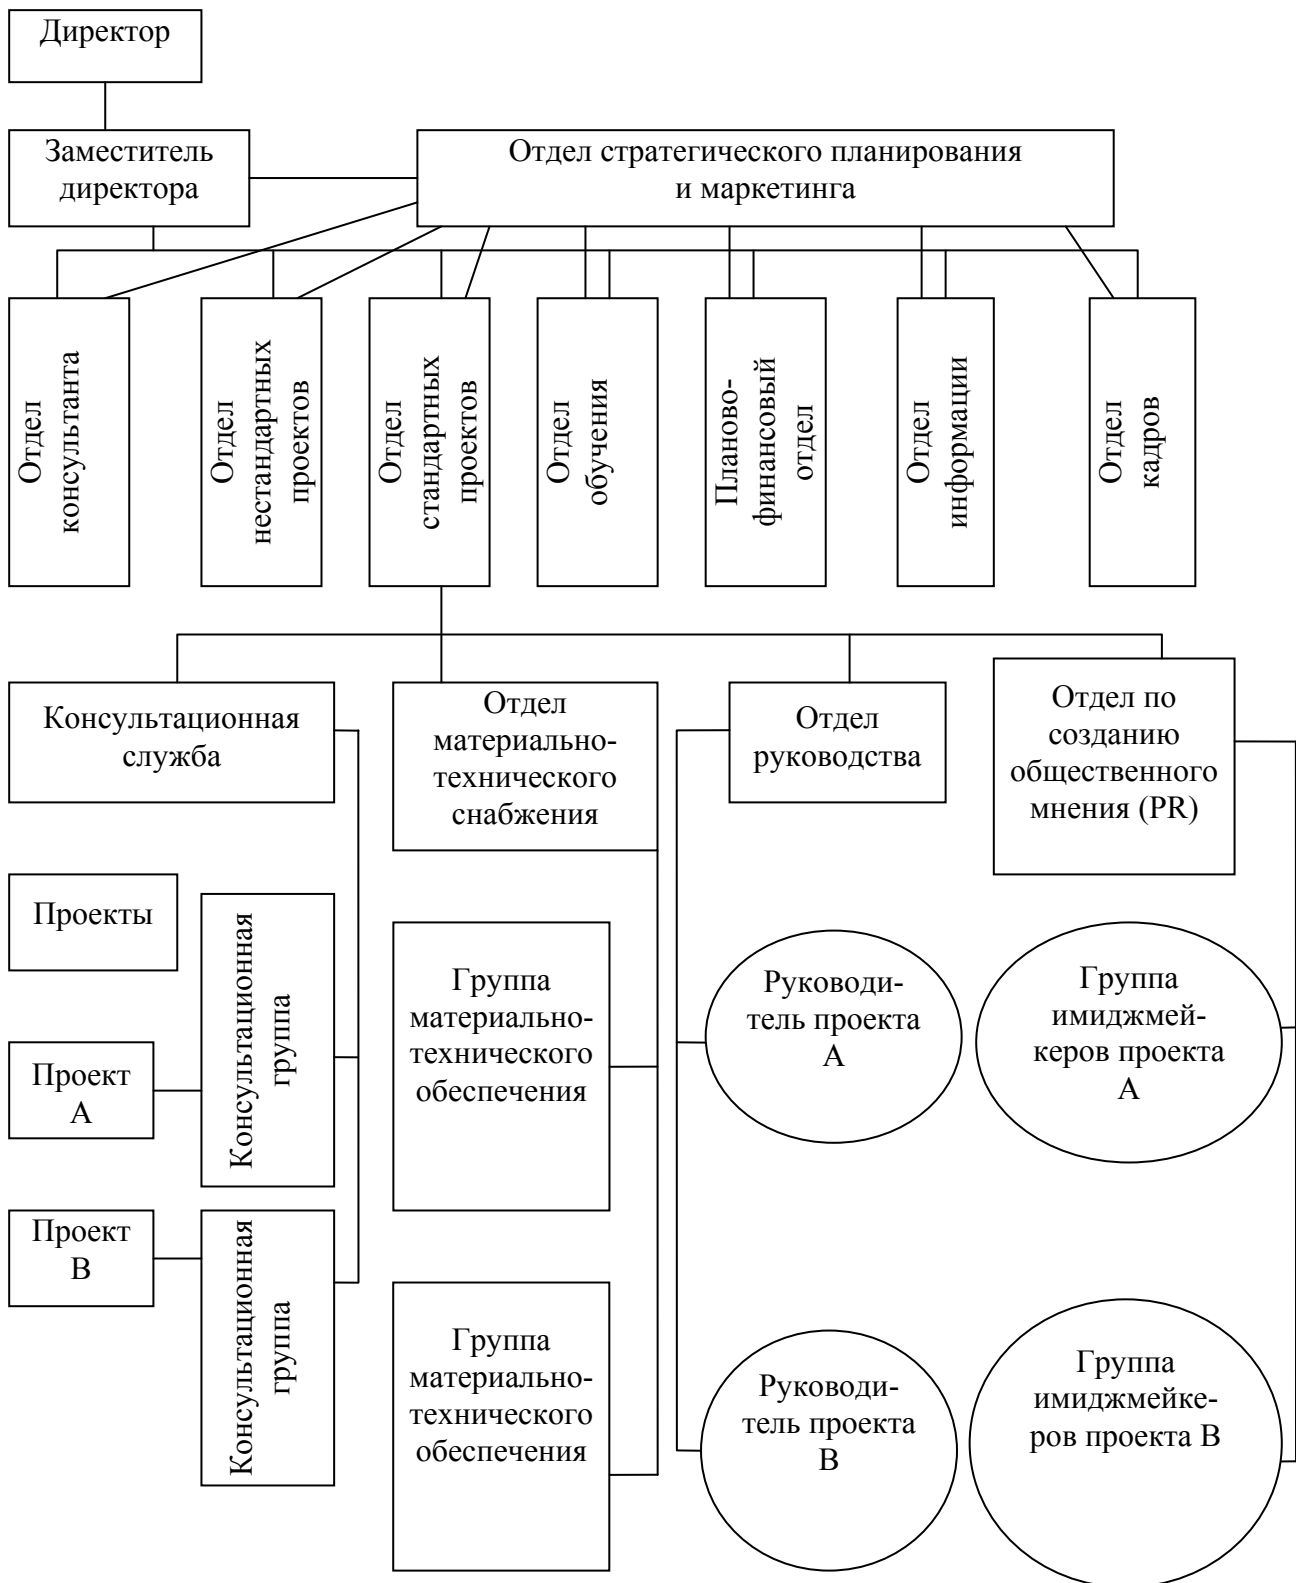 Директор
Заместитель
директора
Отдел стратегического планирования
и маркетинга
Отдел
консультанта
Отдел
нестандартных
проектов
Отдел
стандартных
проектов
Отдел
обучения
Планово-
финансовый
отдел
Отдел
информации
Отдел
кадров
Консультационная
служба
Отдел
материально-
технического
снабжения
Отдел
руководства
Отдел по
созданию
общественного
мнения (PR)
Проекты
Консультационная
группа
Группа
материально-
технического
обеспечения
Руководи-
тель проекта
А
Группа
имиджмей-
керов проекта
А
Проект
А
Проект
В
Консультационная
группа
Группа
материально-
технического
обеспечения
Руководи-
тель проекта
В
Группа
имиджмейке-
ров проекта В